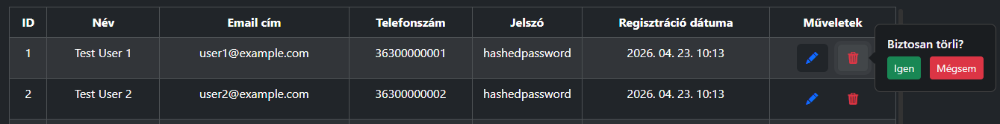 ID Név Email cím Telefonszám Jelszó Regisztráció dátuma Műveletek
1 Test User 1 user1@example.com 36300000001 hashedpassword 2026. 04. 23. 10:13
Biztosan törli?
Igen Mégsem
2 Test User 2 user2@example.com 36300000002 hashedpassword 2026. 04. 23. 10:13